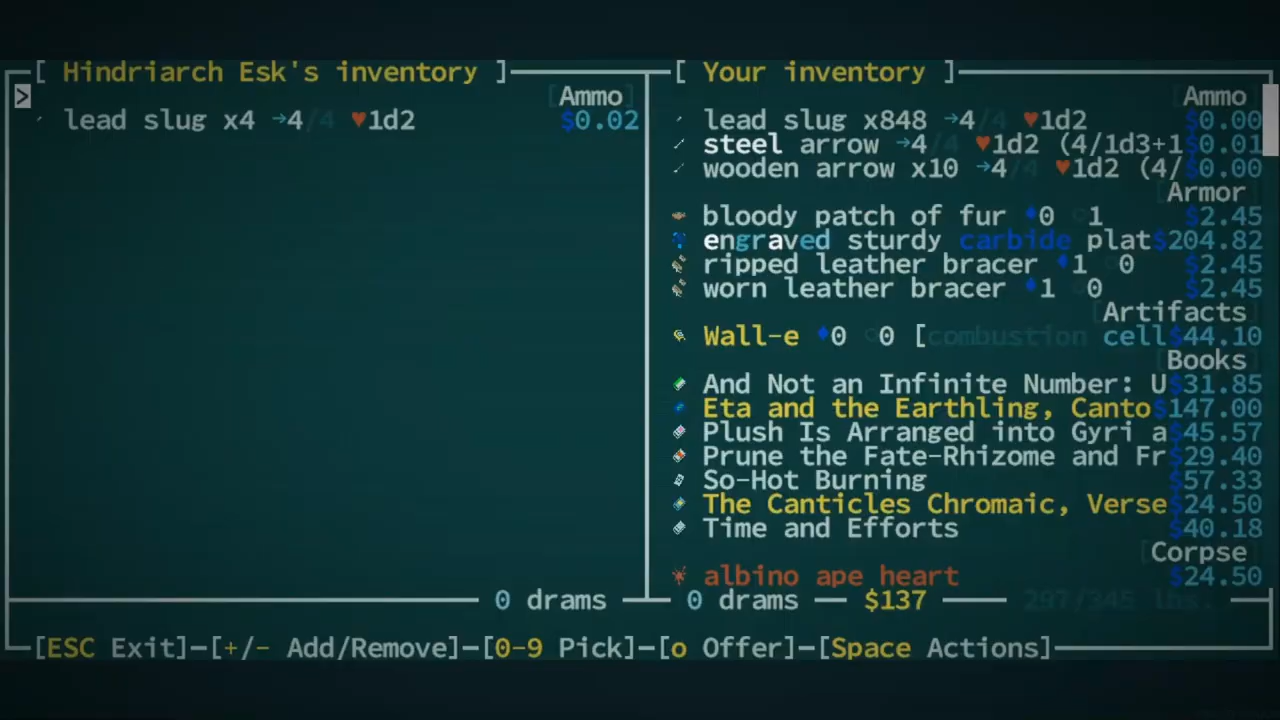 [ Hindriarch Esk's inventory ]
[Ammo]
>
lead slug x4 →4/4 ♥1d2 $0.02
0 drams
[ Your inventory ]
[Ammo]
lead slug x848 →4/4 ♥1d2 $0.00
steel arrow →4/4 ♥1d2 (4/1d3+1 $0.01
wooden arrow x10 →4/4 ♥1d2 (4/ $0.00
[Armor]
bloody patch of fur ♦0 ○1 $2.45
engraved sturdy carbide plat $204.82
ripped leather bracer ♦1 ○0 $2.45
worn leather bracer ♦1 ○0 $2.45
[Artifacts]
Wall-e ♦0 ○0 [combustion cell $44.10
[Books]
And Not an Infinite Number: U $31.85
Eta and the Earthling, Canto $147.00
Plush Is Arranged into Gyri a $45.57
Prune the Fate-Rhizome and Fr $29.40
So-Hot Burning $57.33
The Canticles Chromaic, Verse $24.50
Time and Efforts $40.18
[Corpse]
albino ape heart $24.50
0 drams — $137 — 297/345 lbs.
[ESC Exit]-[+/- Add/Remove]-[0-9 Pick]-[o Offer]-[Space Actions]